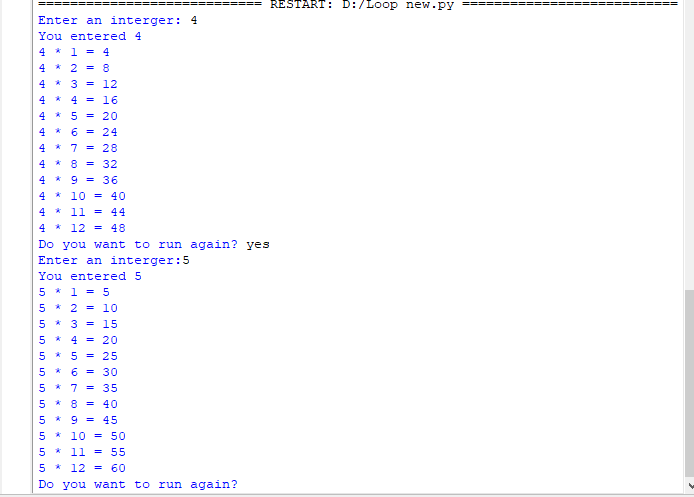 ============================ RESTART: D:/Loop new.py ===========================
Enter an interger: 4
You entered 4
4 * 1 = 4
4 * 2 = 8
4 * 3 = 12
4 * 4 = 16
4 * 5 = 20
4 * 6 = 24
4 * 7 = 28
4 * 8 = 32
4 * 9 = 36
4 * 10 = 40
4 * 11 = 44
4 * 12 = 48
Do you want to run again? yes
Enter an interger:5
You entered 5
5 * 1 = 5
5 * 2 = 10
5 * 3 = 15
5 * 4 = 20
5 * 5 = 25
5 * 6 = 30
5 * 7 = 35
5 * 8 = 40
5 * 9 = 45
5 * 10 = 50
5 * 11 = 55
5 * 12 = 60
Do you want to run again?